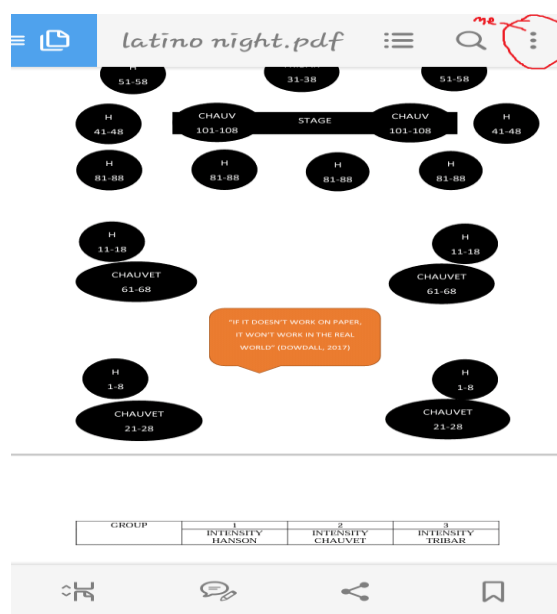 me
latino night.pdf
H
51-58
31-38
51-58
H
41-48
CHAUV
101-108
STAGE
CHAUV
101-108
H
41-48
H
81-88
H
81-88
H
81-88
H
81-88
H
11-18
H
11-18
CHAUVET
61-68
CHAUVET
61-68
"IF IT DOESN'T WORK ON PAPER,
IT WON'T WORK IN THE REAL
WORLD" (DOWDALL, 2017)
H
1-8
H
1-8
CHAUVET
21-28
CHAUVET
21-28
GROUP 1 2 3
INTENSITY INTENSITY INTENSITY
HANSON CHAUVET TRIBAR